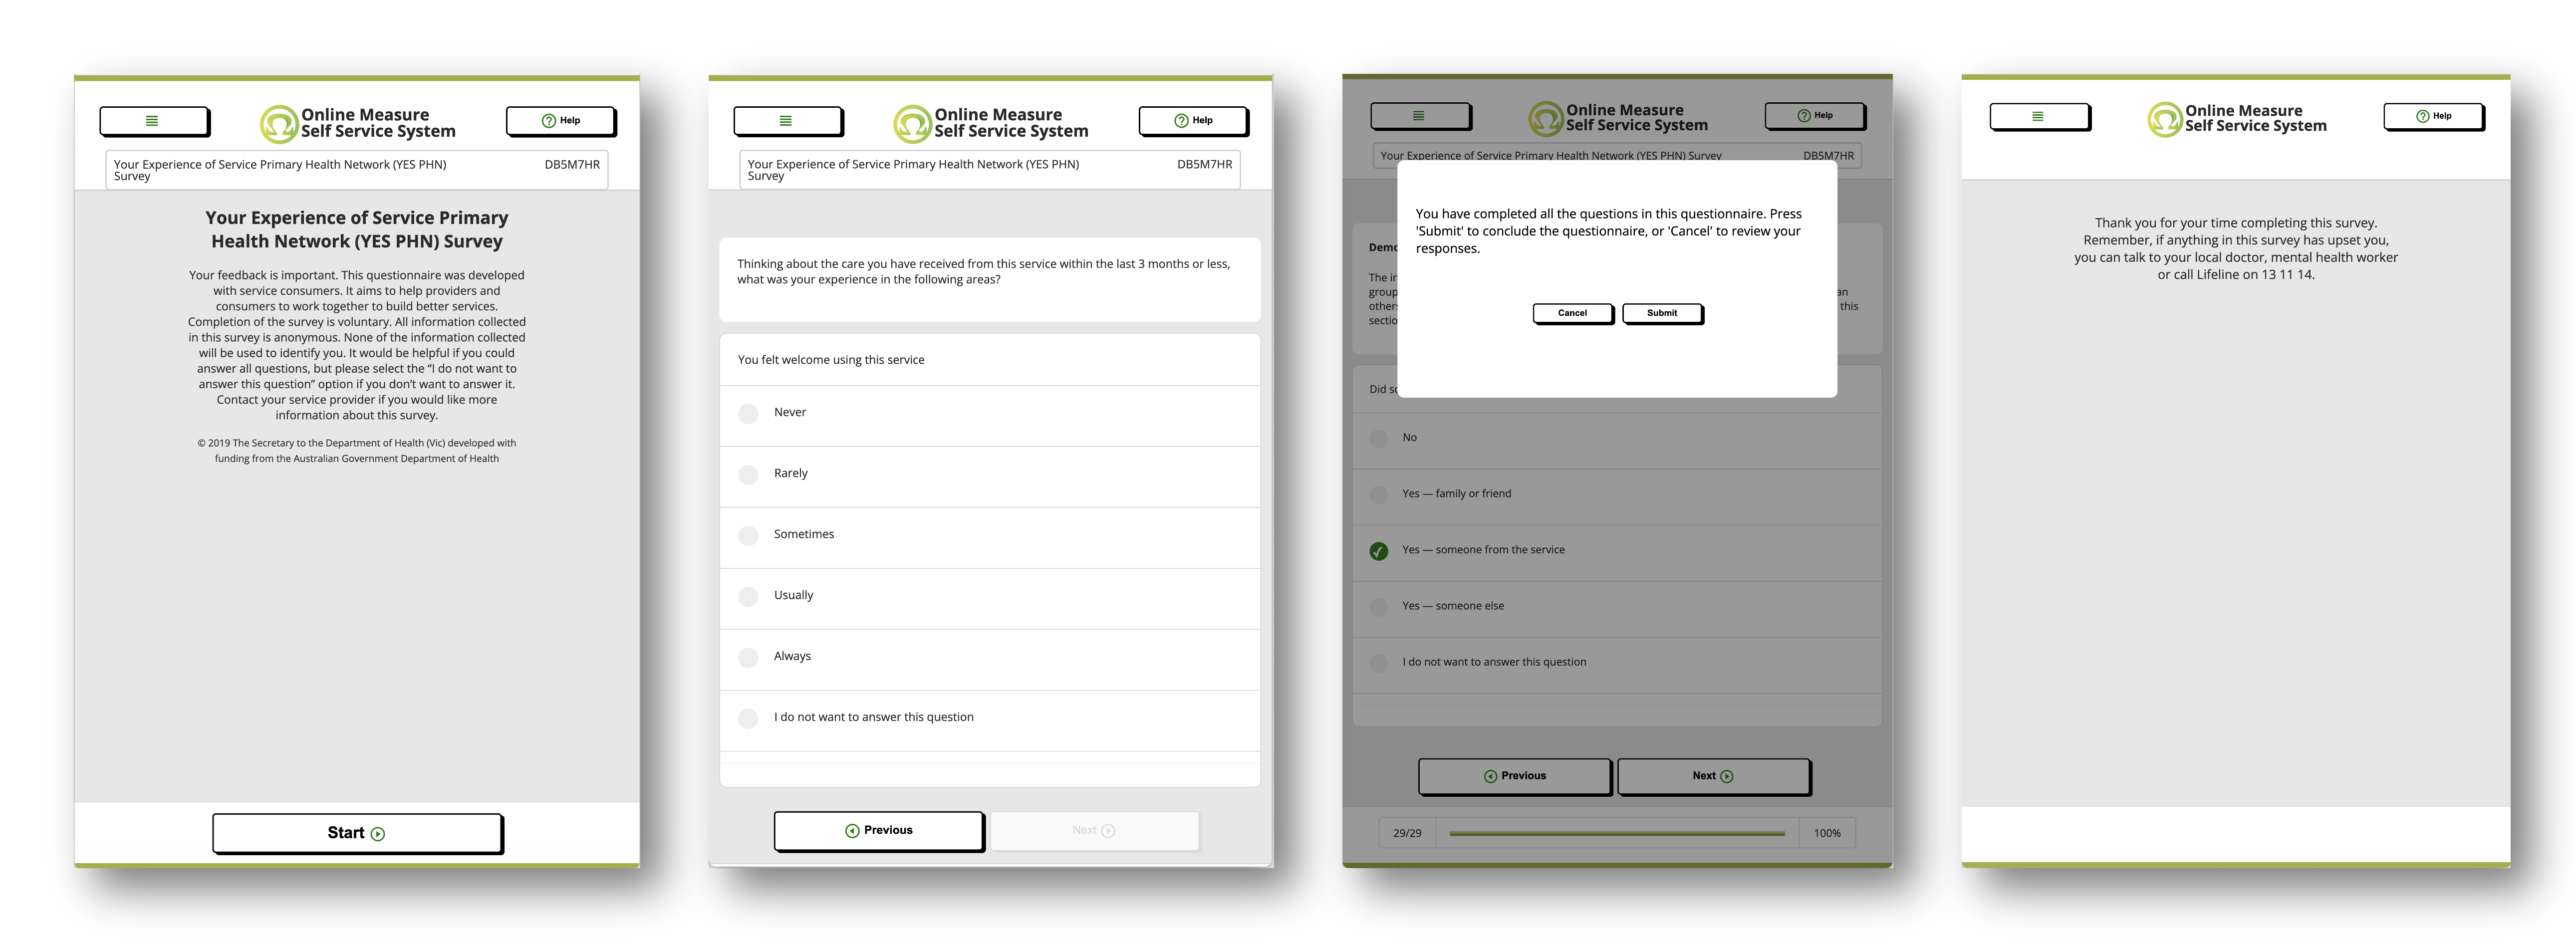 Online Measure
Self Service System
Help
Your Experience of Service Primary Health Network (YES PHN)
Survey
DB5M7HR
Your Experience of Service Primary
Health Network (YES PHN) Survey
Your feedback is important. This questionnaire was developed
with service consumers. It aims to help providers and
consumers to work together to build better services.
Completion of the survey is voluntary. All information collected
in this survey is anonymous. None of the information collected
will be used to identify you. It would be helpful if you could
answer all questions, but please select the “I do not want to
answer this question” option if you don’t want to answer it.
Contact your service provider if you would like more
information about this survey.
© 2019 The Secretary to the Department of Health (Vic) developed with
funding from the Australian Government Department of Health
Start
Online Measure
Self Service System
Help
Your Experience of Service Primary Health Network (YES PHN)
Survey
DB5M7HR
Thinking about the care you have received from this service within the last 3 months or less,
what was your experience in the following areas?
You felt welcome using this service
Never
Rarely
Sometimes
Usually
Always
I do not want to answer this question
Previous
Next
Online Measure
Self Service System
Help
Your Experience of Service Primary Health Network (YES PHN) Survey
DB5M7HR
You have completed all the questions in this questionnaire. Press
'Submit' to conclude the questionnaire, or 'Cancel' to review your
responses.
Cancel
Submit
The
this
Did
No
Yes — family or friend
Yes — someone from the service
Yes — someone else
I do not want to answer this question
Previous
Next
29/29
100%
Online Measure
Self Service System
Help
Thank you for your time completing this survey.
Remember, if anything in this survey has upset you,
you can talk to your local doctor, mental health worker
or call Lifeline on 13 11 14.